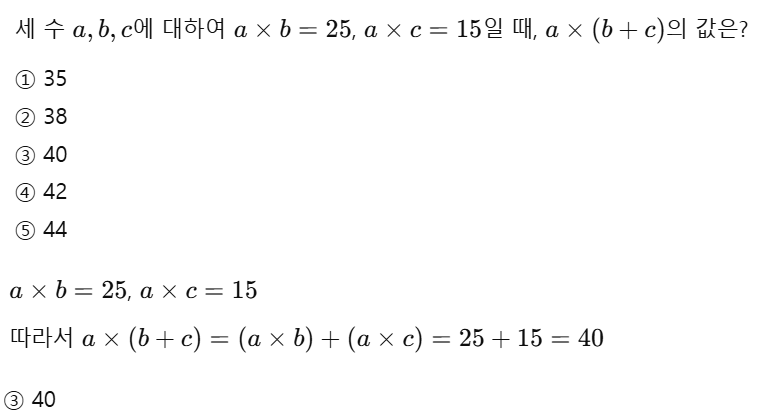 세 수 a, b, c에 대하여 a × b = 25, a × c = 15일 때, a × (b + c)의 값은?
① 35
② 38
③ 40
④ 42
⑤ 44
a × b = 25, a × c = 15
따라서 a × (b + c) = (a × b) + (a × c) = 25 + 15 = 40
③ 40